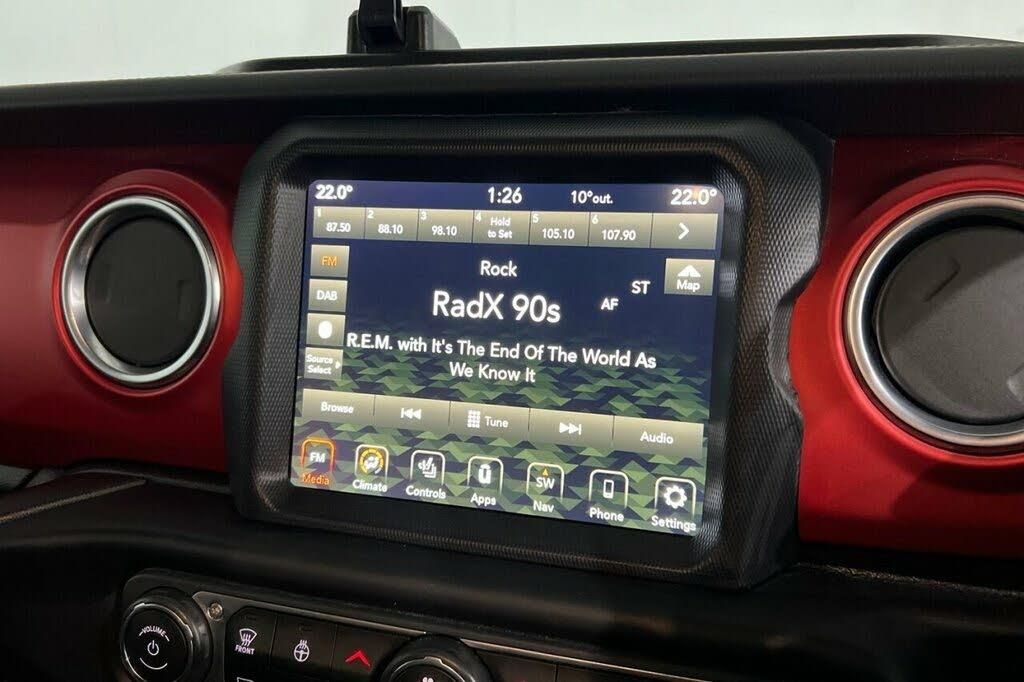 22.0° 1:26 10°out. 22.0°
1 87.50 2 88.10 3 98.10 4 Hold to Set 5 105.10 6 107.90
FM Rock Map
DAB RadX 90s AF ST
R.E.M. with It's The End Of The World As
We Know It
Source
Select
Browse Tune Audio
FM SW
Media Climate Controls Apps Nav Phone Settings
VOLUME FRONT